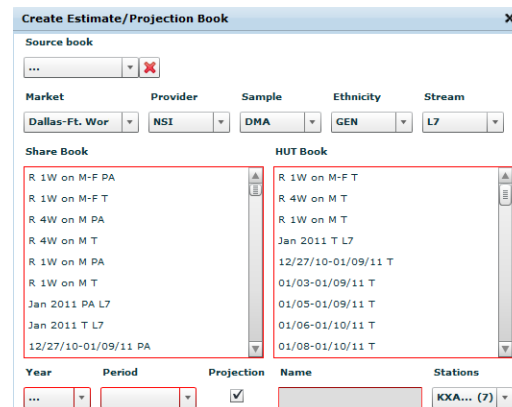 Create Estimate/Projection Book x
Source book
...
Market Provider Sample Ethnicity Stream
Dallas-Ft. Wor NSI DMA GEN L7
Share Book HUT Book
R 1W on M-F PA R 1W on M-F T
R 1W on M-F T R 4W on M T
R 4W on M PA R 1W on M T
R 4W on M T Jan 2011 T L7
R 1W on M PA 12/27/10-01/09/11 T
R 1W on M T 01/03-01/09/11 T
Jan 2011 PA L7 01/05-01/09/11 T
Jan 2011 T L7 01/06-01/10/11 T
12/27/10-01/09/11 PA 01/08-01/10/11 T
Year Period Projection Name Stations
... KXA... (7)